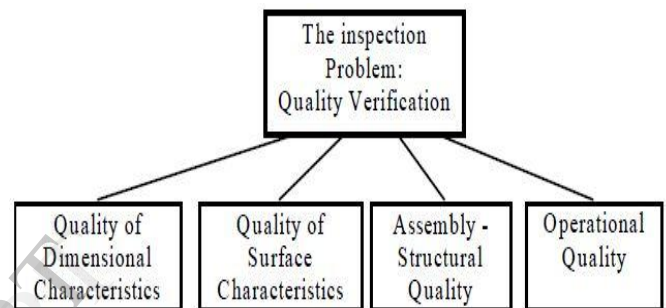 The inspection
Problem:
Quality Verification
Quality of
Dimensional
Characteristics
Quality of
Surface
Characteristics
Assembly -
Structural
Quality
Operational
Quality